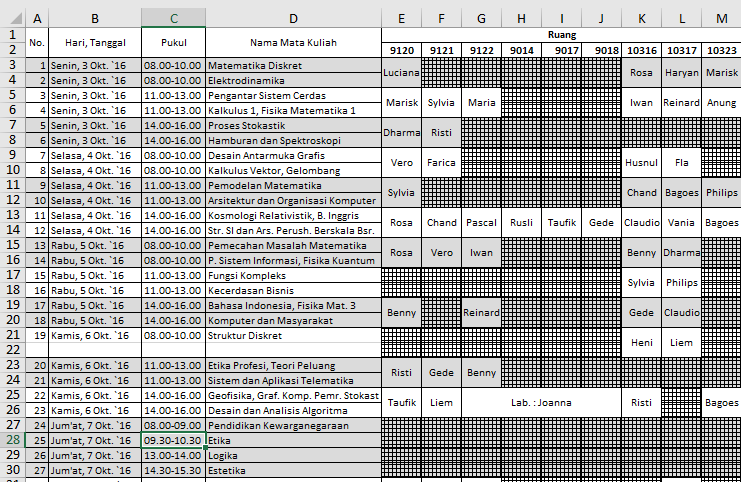 A B C D E F G H I J K L M
1 No. Hari, Tanggal Pukul Nama Mata Kuliah Ruang
2 9120 9121 9122 9014 9017 9018 10316 10317 10323
3 1 Senin, 3 Okt. `16 08.00-10.00 Matematika Diskret Luciana Rosa Haryan Marisk
4 2 Senin, 3 Okt. `16 08.00-10.00 Elektrodinamika
5 3 Senin, 3 Okt. `16 11.00-13.00 Pengantar Sistem Cerdas Marisk Sylvia Maria Iwan Reinard Anung
6 4 Senin, 3 Okt. `16 11.00-13.00 Kalkulus 1, Fisika Matematika 1
7 5 Senin, 3 Okt. `16 14.00-16.00 Proses Stokastik Dharma Risti
8 6 Senin, 3 Okt. `16 14.00-16.00 Hamburan dan Spektroskopi
9 7 Selasa, 4 Okt. `16 08.00-10.00 Desain Antarmuka Grafis Vero Farica Husnul Fla
10 8 Selasa, 4 Okt. `16 08.00-10.00 Kalkulus Vektor, Gelombang
11 9 Selasa, 4 Okt. `16 11.00-13.00 Pemodelan Matematika Sylvia Chand Bagoes Philips
12 10 Selasa, 4 Okt. `16 11.00-13.00 Arsitektur dan Organisasi Komputer
13 11 Selasa, 4 Okt. `16 14.00-16.00 Kosmologi Relativistik, B. Inggris Rosa Chand Pascal Rusli Taufik Gede Claudio Vania Bagoes
14 12 Selasa, 4 Okt. `16 14.00-16.00 Str. SI dan Ars. Perush. Berskala Bsr.
15 13 Rabu, 5 Okt. `16 08.00-10.00 Pemecahan Masalah Matematika Rosa Vero Iwan Benny Dharma
16 14 Rabu, 5 Okt. `16 08.00-10.00 P. Sistem Informasi, Fisika Kuantum
17 15 Rabu, 5 Okt. `16 11.00-13.00 Fungsi Kompleks Sylvia Philips
18 16 Rabu, 5 Okt. `16 11.00-13.00 Kecerdasan Bisnis
19 17 Rabu, 5 Okt. `16 14.00-16.00 Bahasa Indonesia, Fisika Mat. 3 Benny Reinard Gede Claudio
20 18 Rabu, 5 Okt. `16 14.00-16.00 Komputer dan Masyarakat
21 19 Kamis, 6 Okt. `16 08.00-10.00 Struktur Diskret Heni Liem
22
23 20 Kamis, 6 Okt. `16 11.00-13.00 Etika Profesi, Teori Peluang Risti Gede Benny
24 21 Kamis, 6 Okt. `16 11.00-13.00 Sistem dan Aplikasi Telematika
25 22 Kamis, 6 Okt. `16 14.00-16.00 Geofisika, Graf. Komp. Pemr. Stokast Taufik Liem Lab. : Joanna Risti Bagoes
26 23 Kamis, 6 Okt. `16 14.00-16.00 Desain dan Analisis Algoritma
27 24 Jum'at, 7 Okt. `16 08.00-09.00 Pendidikan Kewarganegaraan
28 25 Jum'at, 7 Okt. `16 09.30-10.30 Etika
29 26 Jum'at, 7 Okt. `16 13.00-14.00 Logika
30 27 Jum'at, 7 Okt. `16 14.30-15.30 Estetika